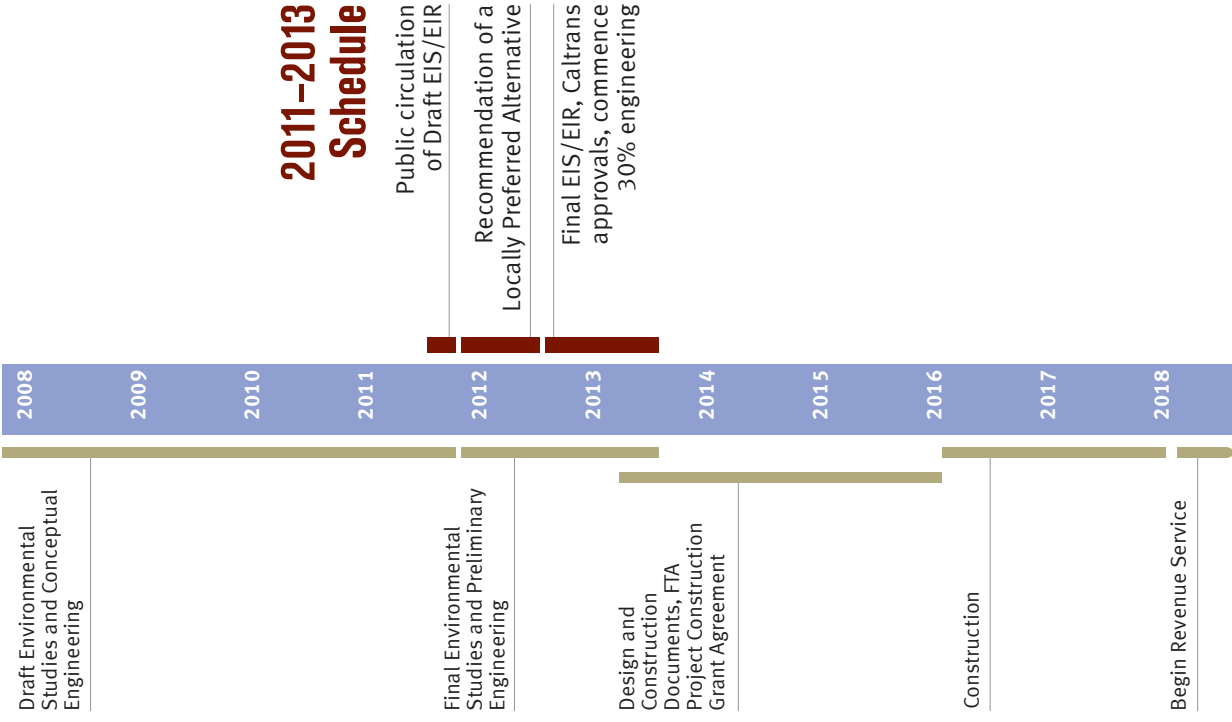 2011–2013
Schedule
Public circulation
of Draft EIS/EIR
Recommendation of a
Locally Preferred Alternative
Final EIS/EIR, Caltrans
approvals, commence
30% engineering
2008
2009
2010
2011
2012
2013
2014
2015
2016
2017
2018
Draft Environmental
Studies and Conceptual
Engineering
Final Environmental
Studies and Preliminary
Engineering
Design and
Construction
Documents, FTA
Project Construction
Grant Agreement
Construction
Begin Revenue Service